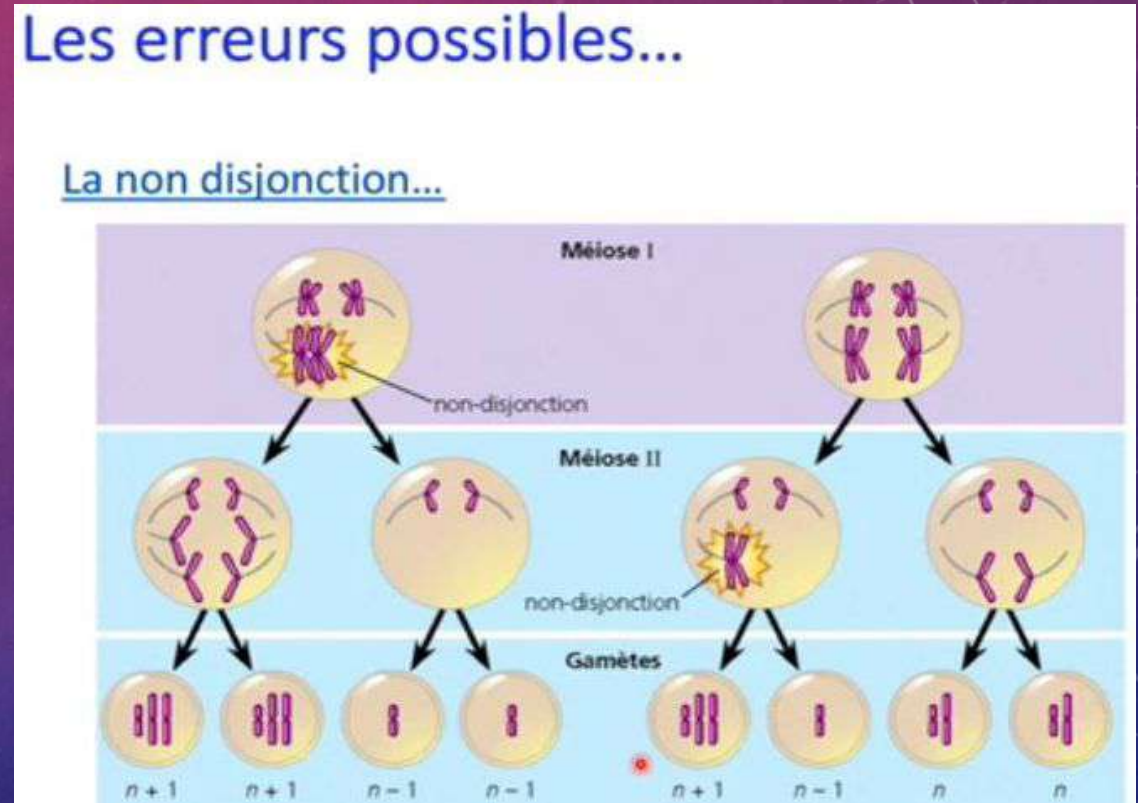 Les erreurs possibles...
La non disjonction...
Méiose I
non-disjonction
Méiose II
non-disjonction
Gamètes
n + 1 n + 1 n − 1 n − 1 n + 1 n − 1 n n